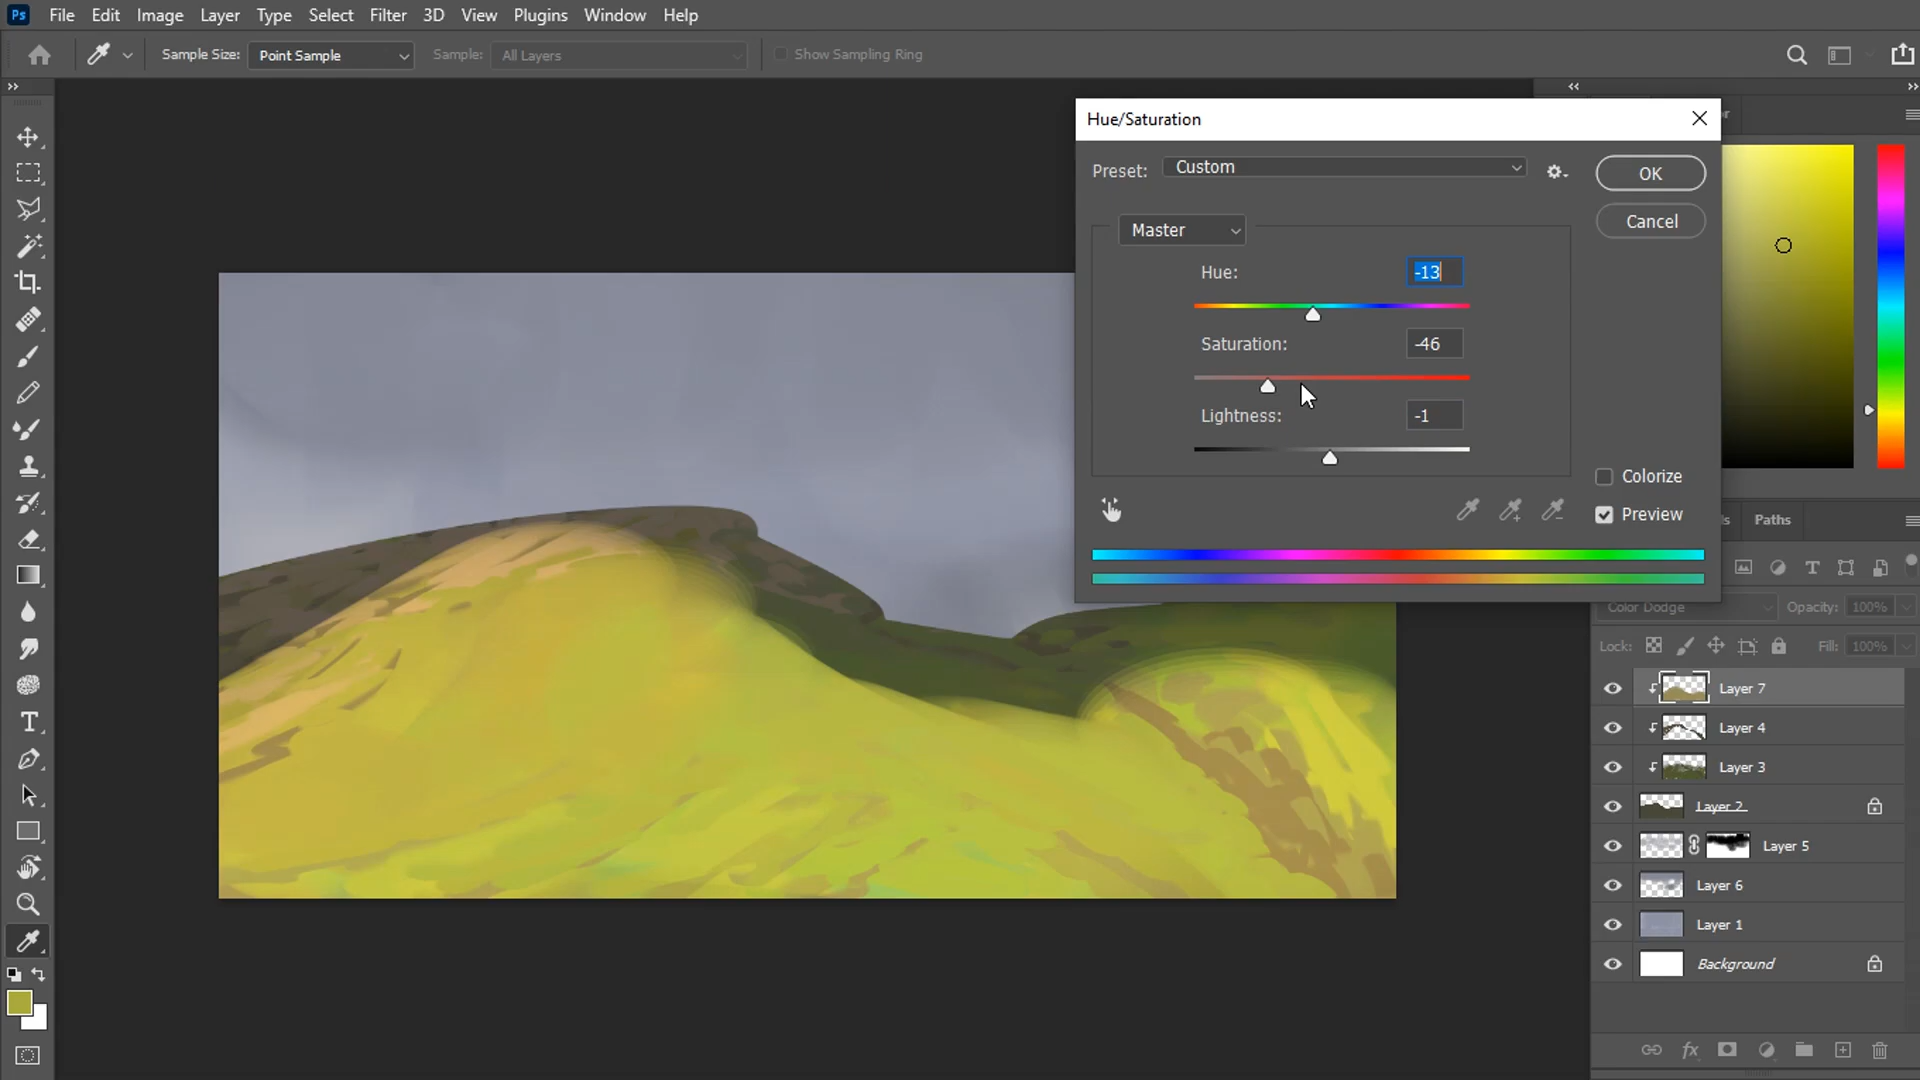 Ps File Edit Image Layer Type Select Filter 3D View Plugins Window Help
Sample Size: Point Sample Sample: All Layers Show Sampling Ring
Hue/Saturation
Preset: Custom
OK
Cancel
Master
Hue: -13
Saturation: -46
Lightness: -1
Colorize
Preview
Paths
Color Dodge Opacity: 100%
Lock: Fill: 100%
Layer 7
Layer 4
Layer 3
Layer 2
Layer 5
Layer 6
Layer 1
Background
fx